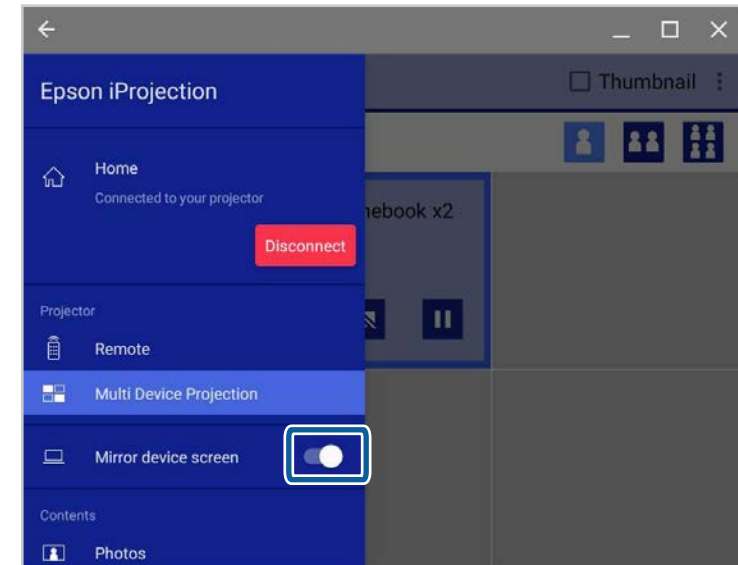 Epson iProjection
Thumbnail
Home
Connected to your projector
Disconnect
Projector
Remote
Multi Device Projection
Mirror device screen
Contents
Photos
nebook x2